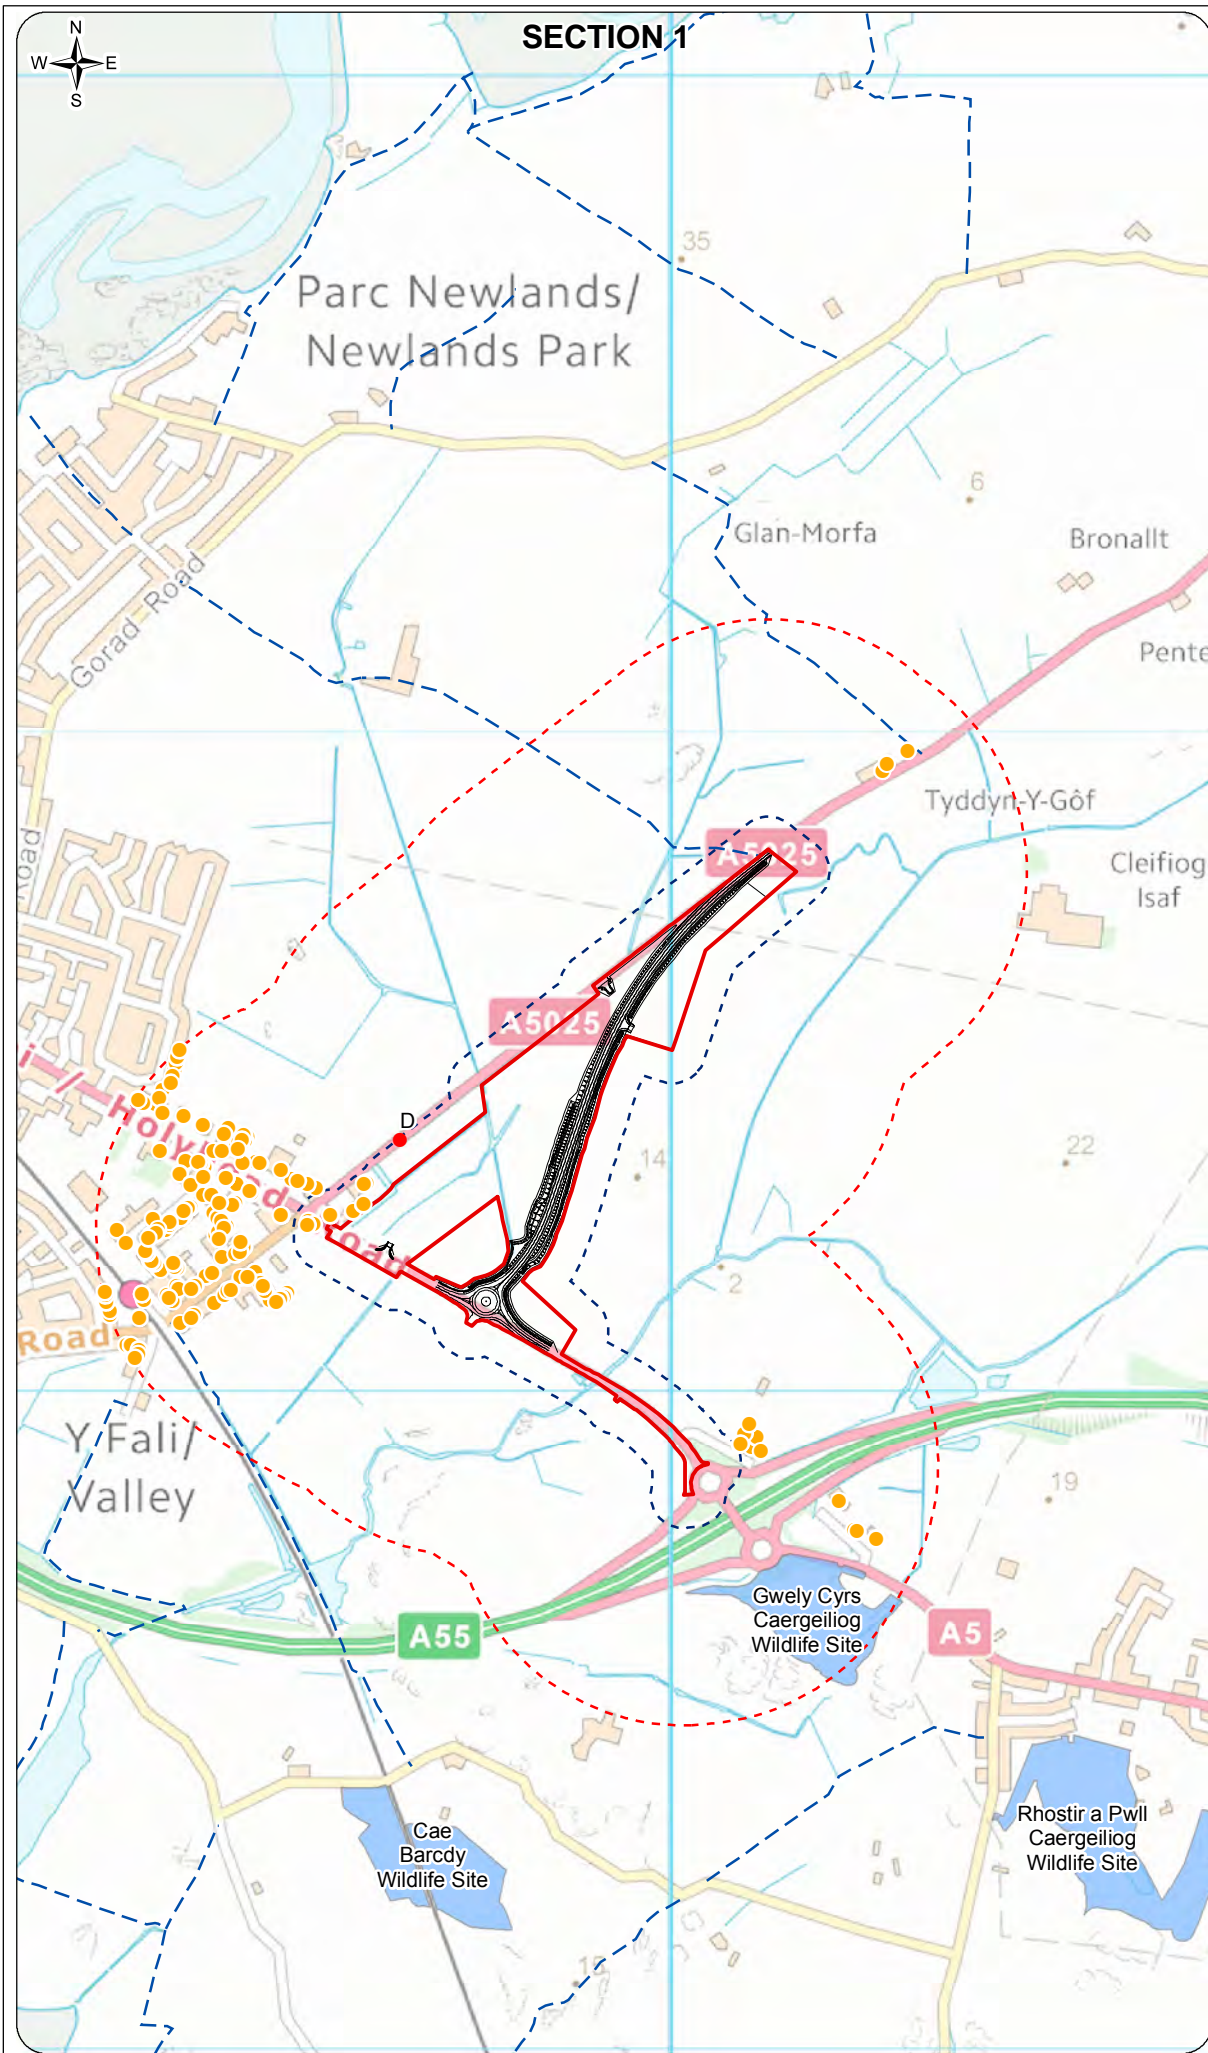 SECTION 1
N
W E
S
35
Parc Newlands/
Newlands Park
6
Glan-Morfa
Bronallt
Gorad Road
Pente
Tyddyn-Y-Gôf
A5025
Cleifiog
Isaf
Road
A5025
i / Holyhead Road
D
14
22
2
Road
Y Fali/
Valley
19
Gwely Cyrs
Caergeiliog
Wildlife Site
A55
A5
Rhostir a Pwll
Caergeiliog
Wildlife Site
Cae
Barcdy
Wildlife Site
15